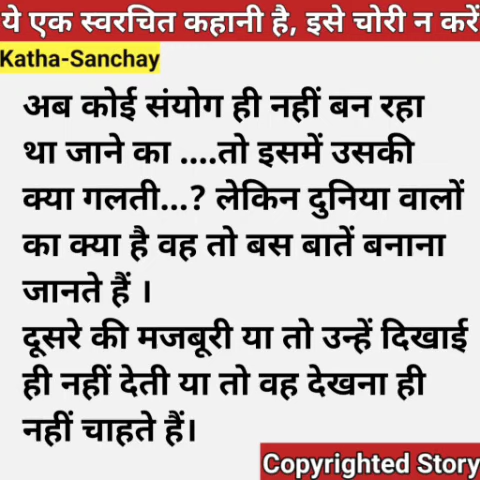 ये एक स्वरचित कहानी है, इसे चोरी न करें
Katha-Sanchay
अब कोई संयोग ही नहीं बन रहा
था जाने का ....तो इसमें उसकी
क्या गलती...? लेकिन दुनिया वालों
का क्या है वह तो बस बातें बनाना
जानते हैं ।
दूसरे की मजबूरी या तो उन्हें दिखाई
ही नहीं देती या तो वह देखना ही
नहीं चाहते हैं।
Copyrighted Story